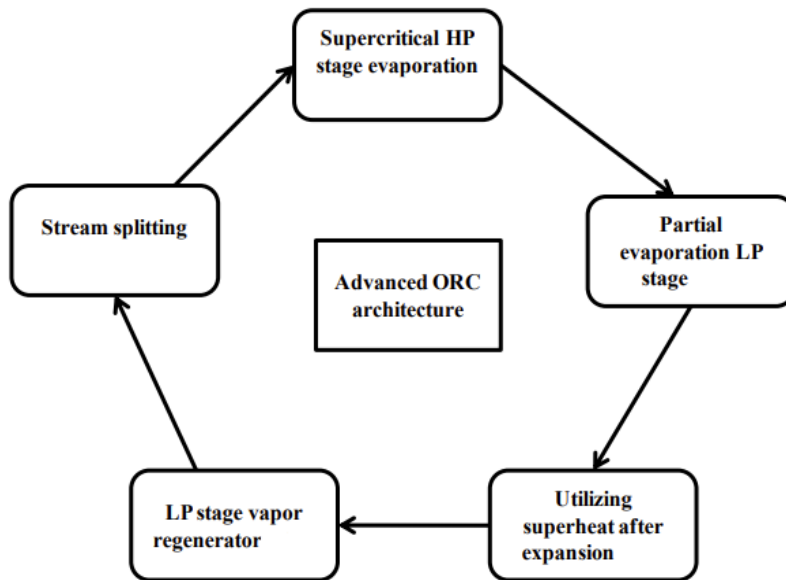 Supercritical HP
stage evaporation
Stream splitting
Partial
evaporation LP
stage
Advanced ORC
architecture
LP stage vapor
regenerator
Utilizing
superheat after
expansion